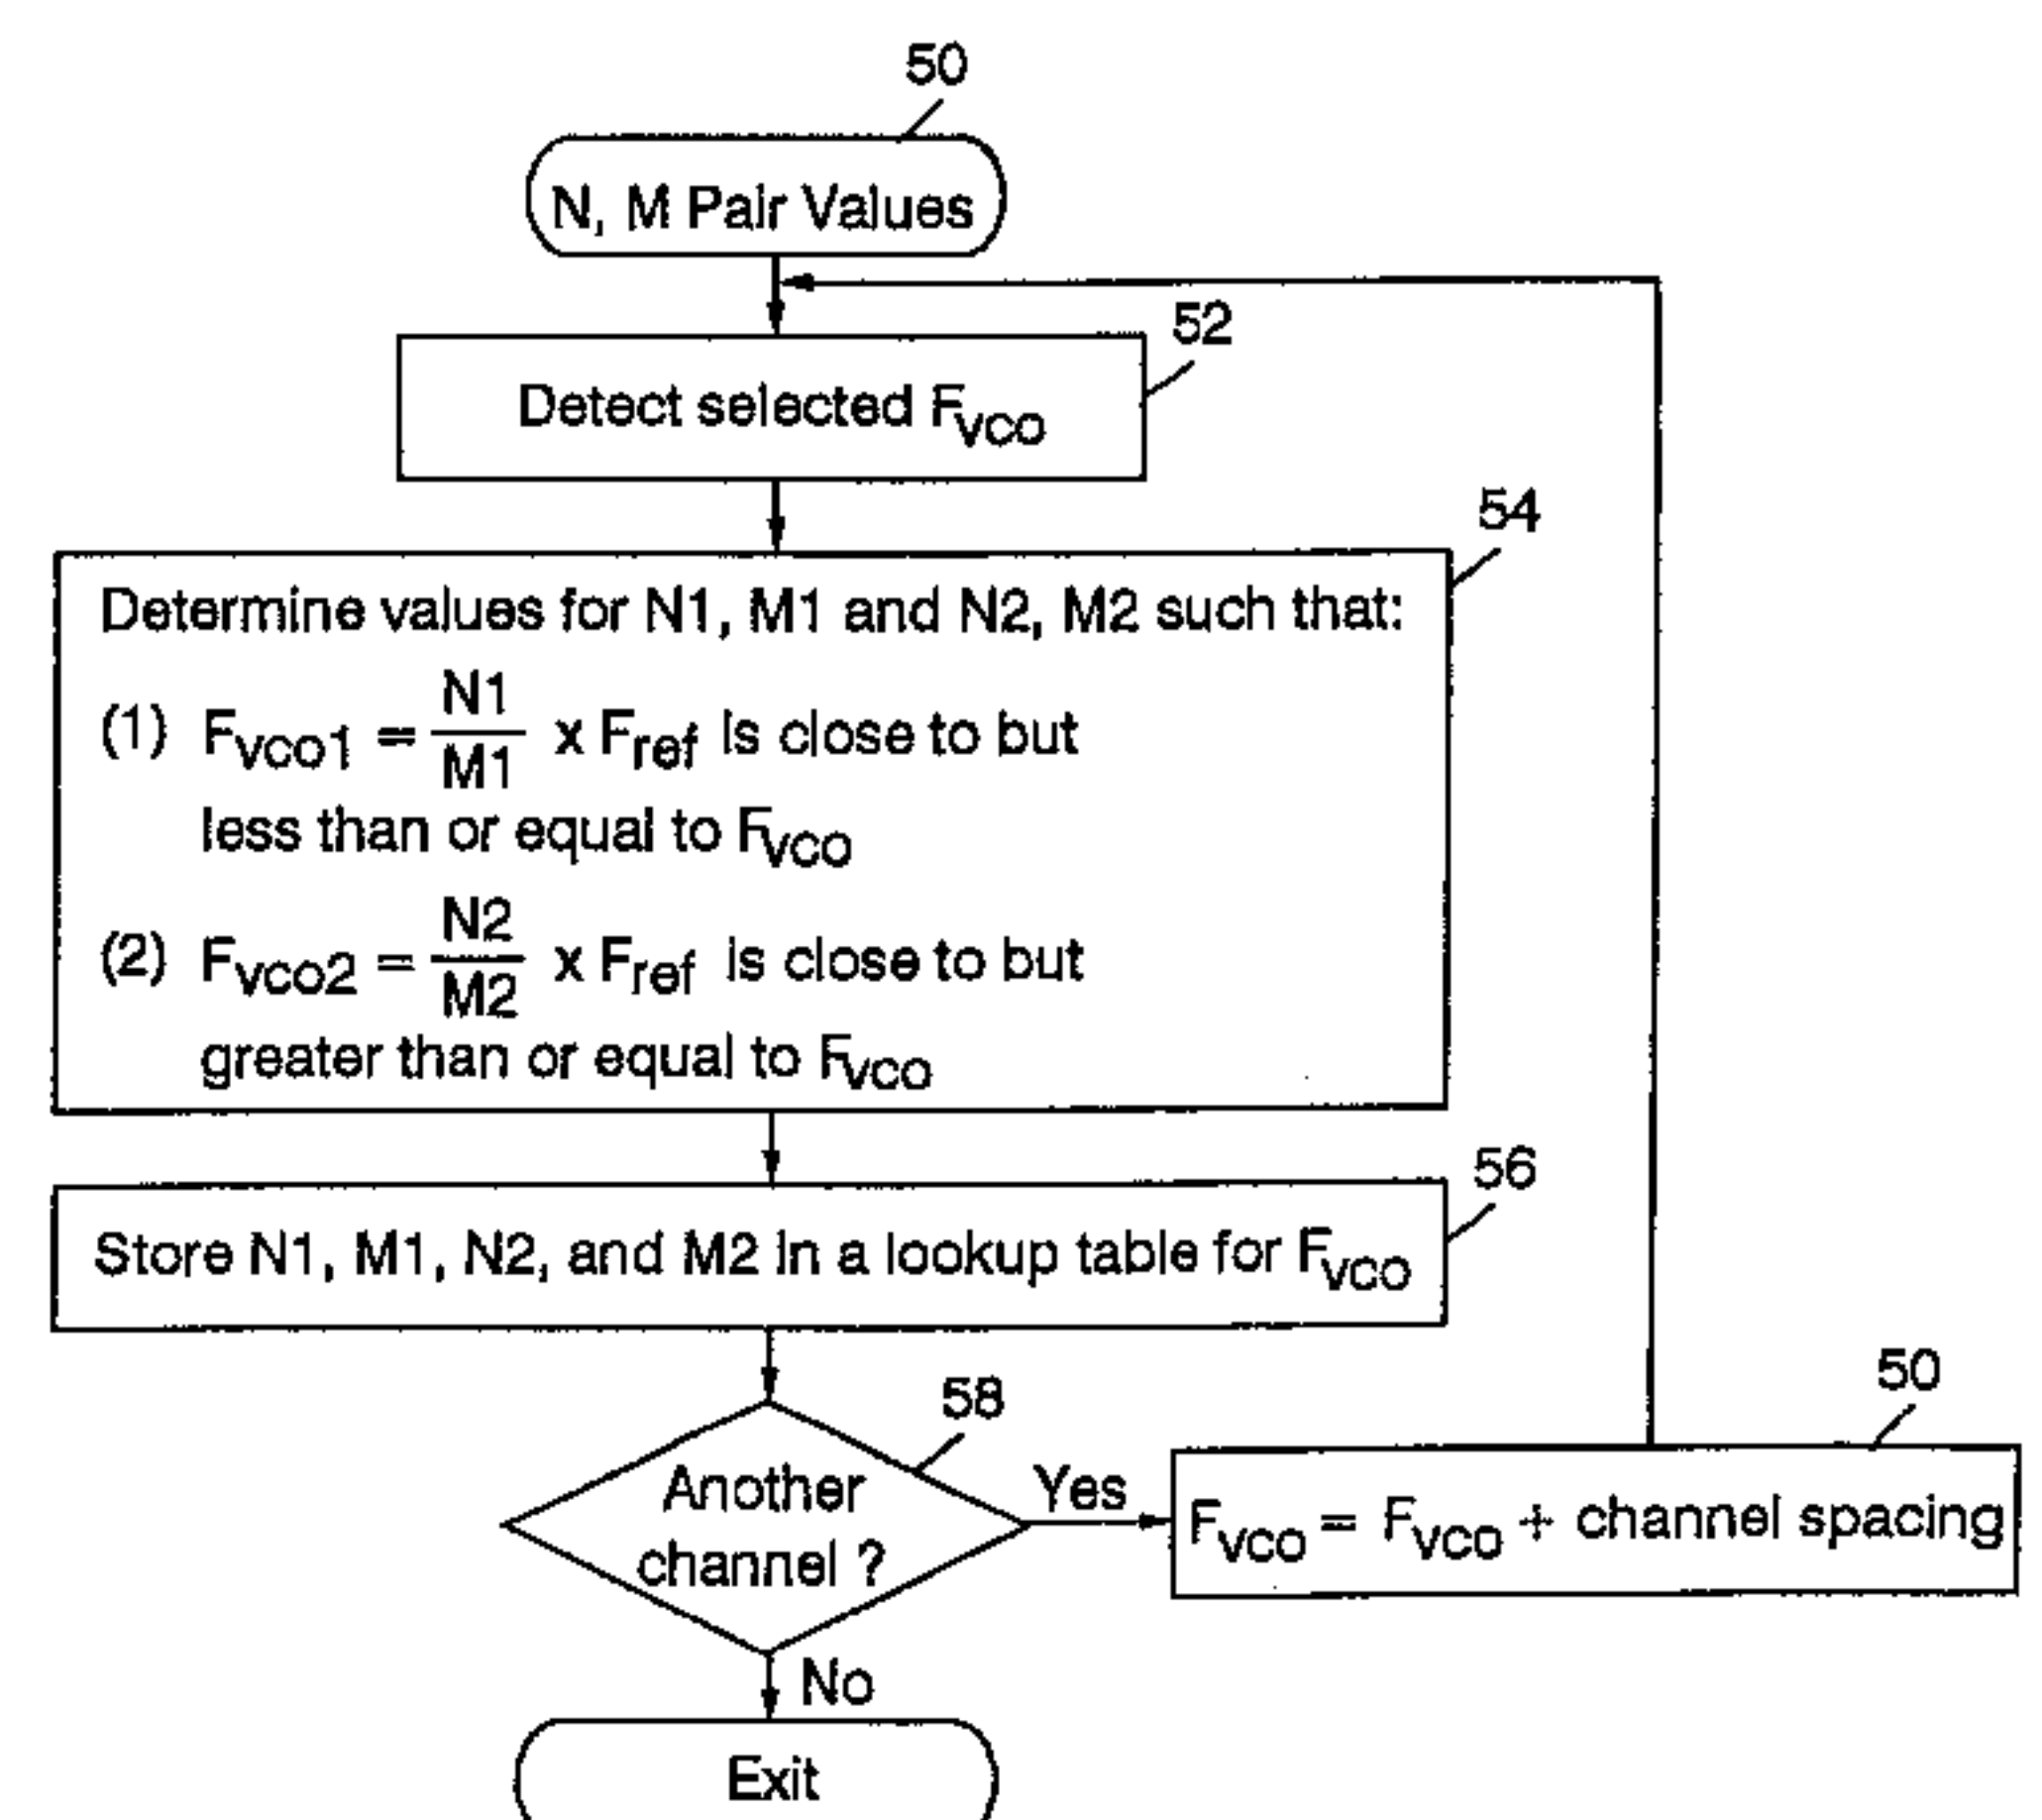 50
N, M Pair Values
52
Detect selected Fvco
54
Determine values for N1, M1 and N2, M2 such that:
(1) Fvco1 = N1/M1 x Fref is close to but
less than or equal to Fvco
(2) Fvco2 = N2/M2 x Fref is close to but
greater than or equal to Fvco
56
Store N1, M1, N2, and M2 in a lookup table for Fvco
58
Another
channel ?
Yes
50
Fvco = Fvco + channel spacing
No
Exit